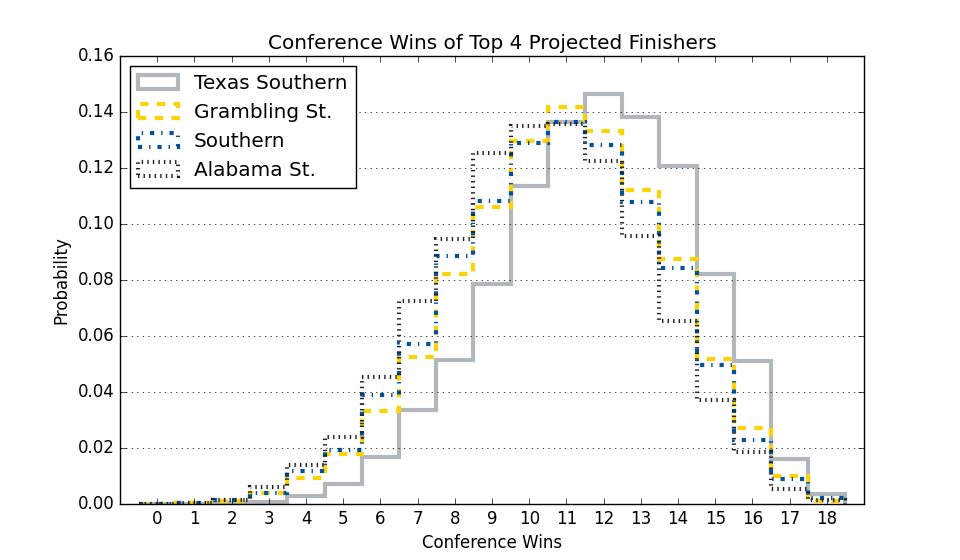 Conference Wins of Top 4 Projected Finishers
Texas Southern
Grambling St.
Southern
Alabama St.
Probability
0.16
0.14
0.12
0.10
0.08
0.06
0.04
0.02
0.00
0 1 2 3 4 5 6 7 8 9 10 11 12 13 14 15 16 17 18
Conference Wins